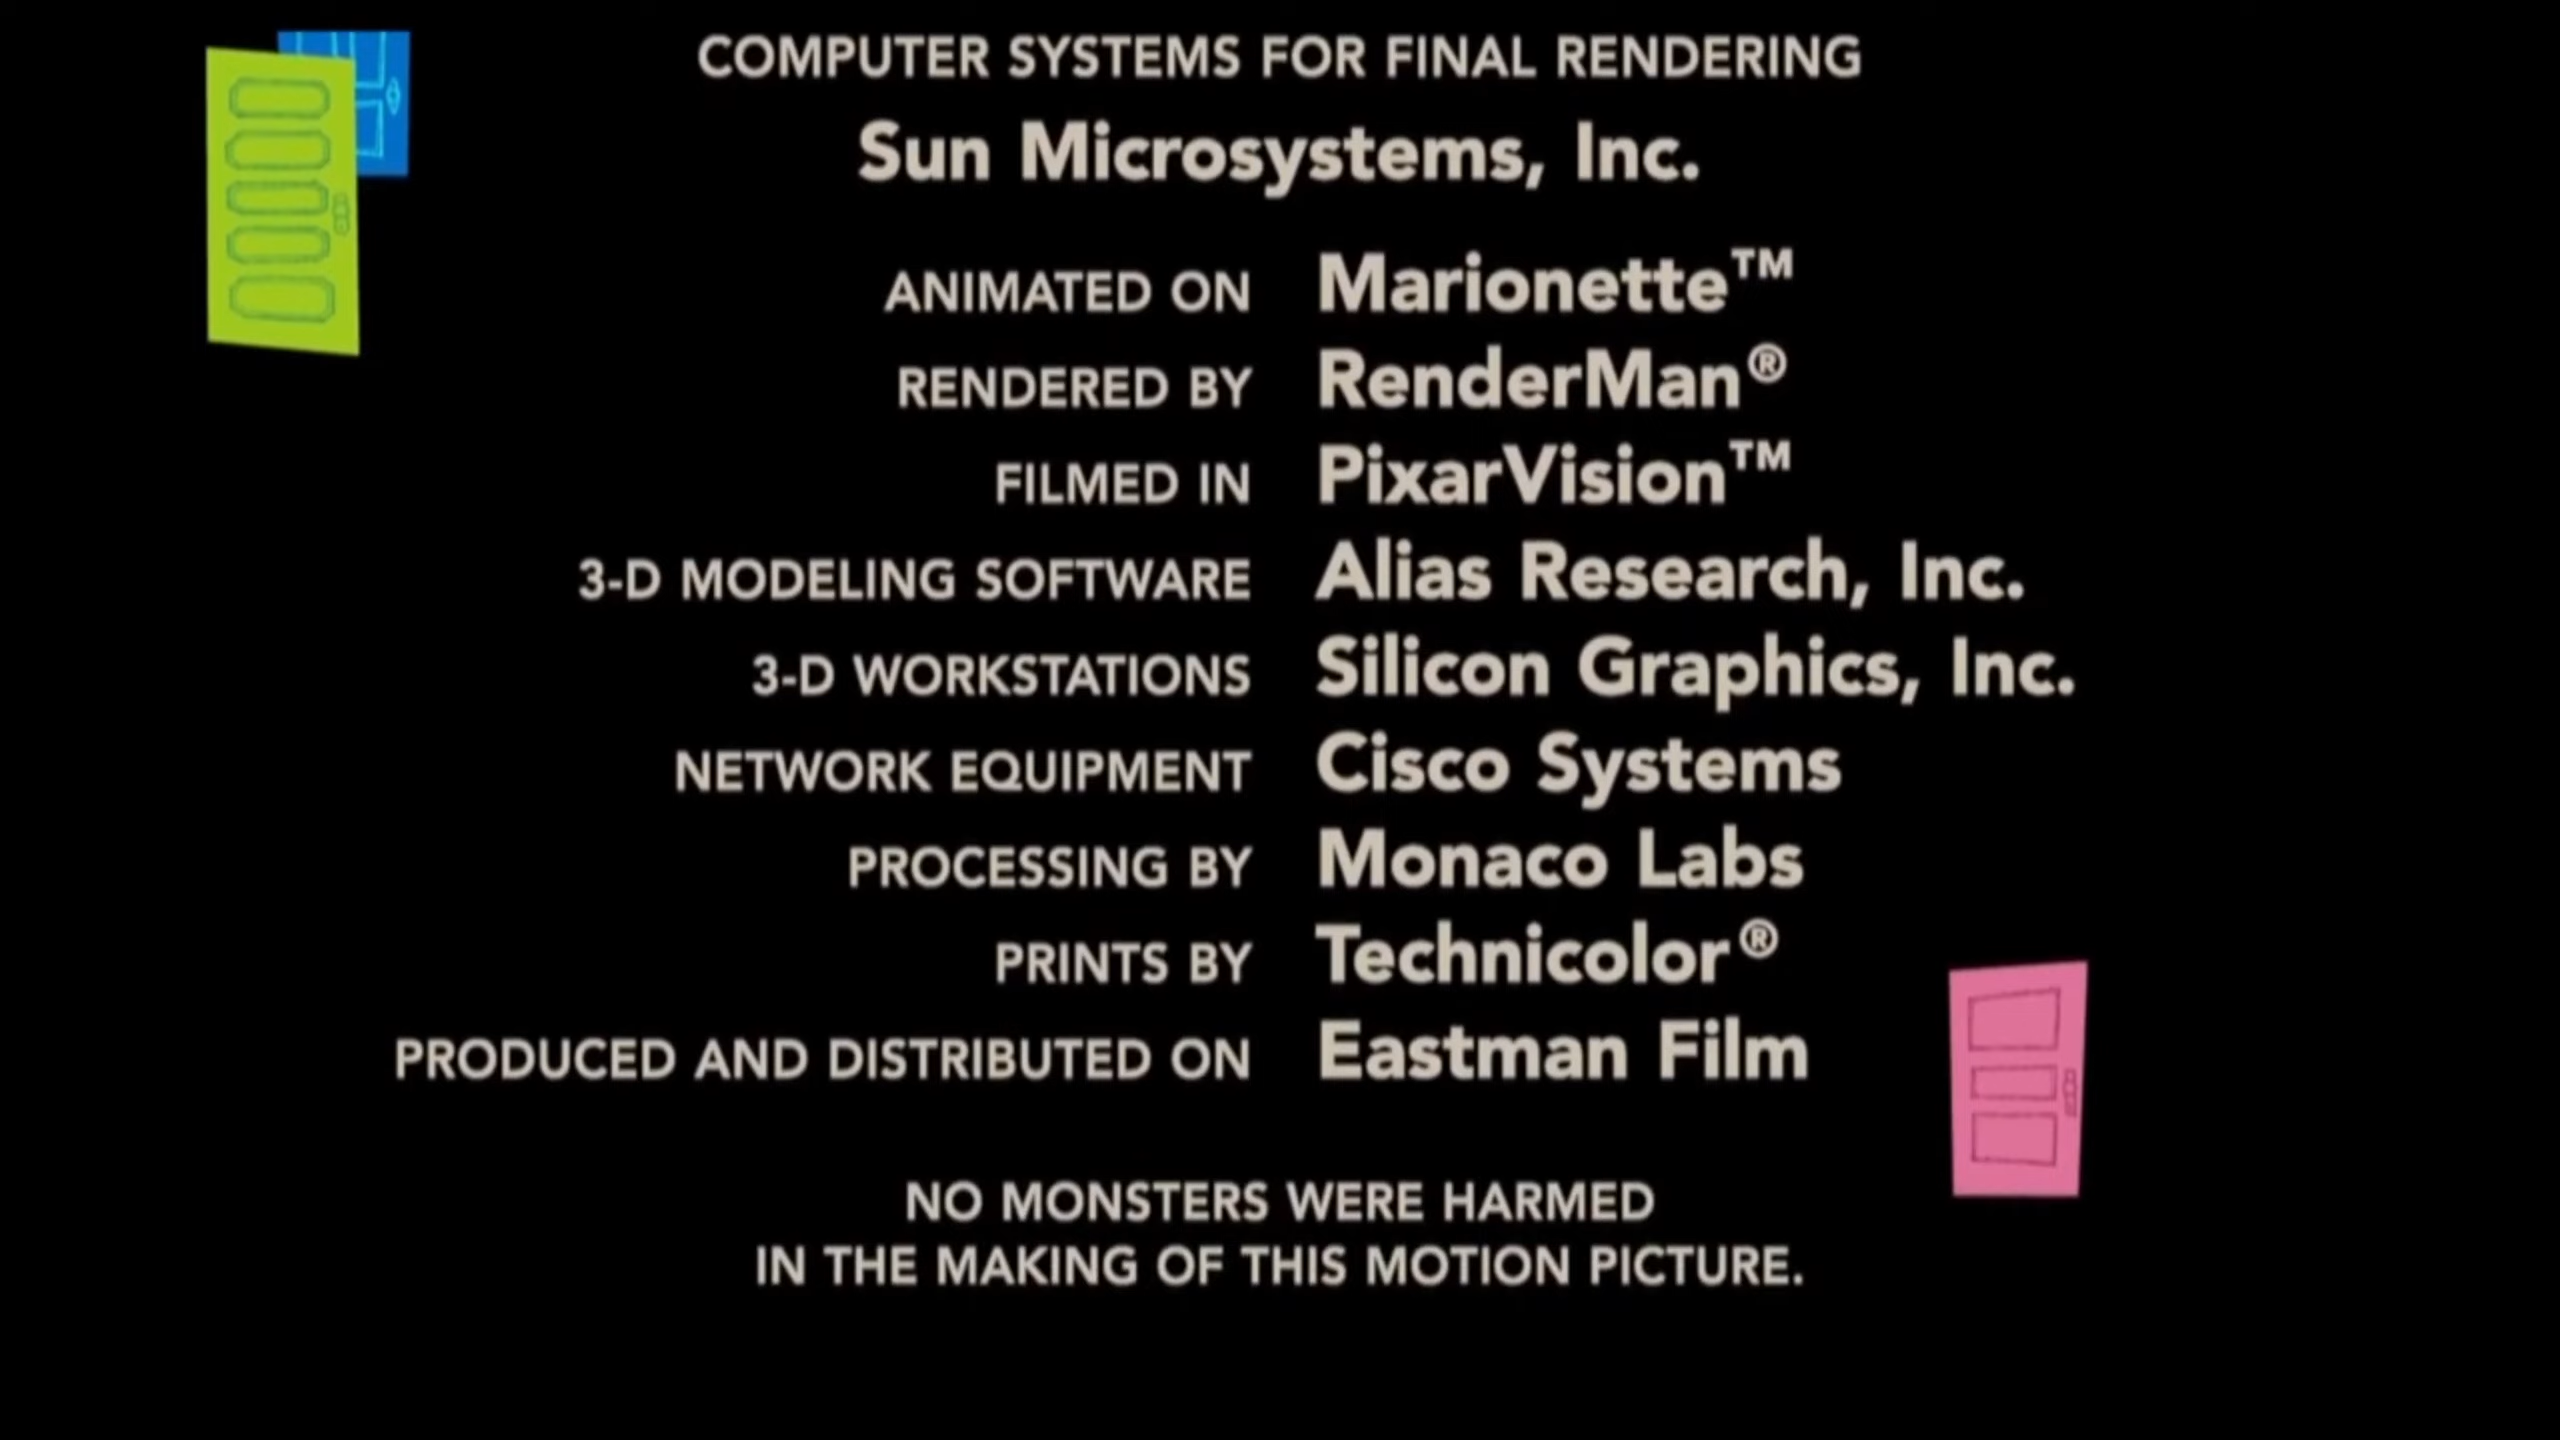 COMPUTER SYSTEMS FOR FINAL RENDERING
Sun Microsystems, Inc.
ANIMATED ON Marionette™
RENDERED BY RenderMan®
FILMED IN PixarVision™
3-D MODELING SOFTWARE Alias Research, Inc.
3-D WORKSTATIONS Silicon Graphics, Inc.
NETWORK EQUIPMENT Cisco Systems
PROCESSING BY Monaco Labs
PRINTS BY Technicolor®
PRODUCED AND DISTRIBUTED ON Eastman Film
NO MONSTERS WERE HARMED
IN THE MAKING OF THIS MOTION PICTURE.